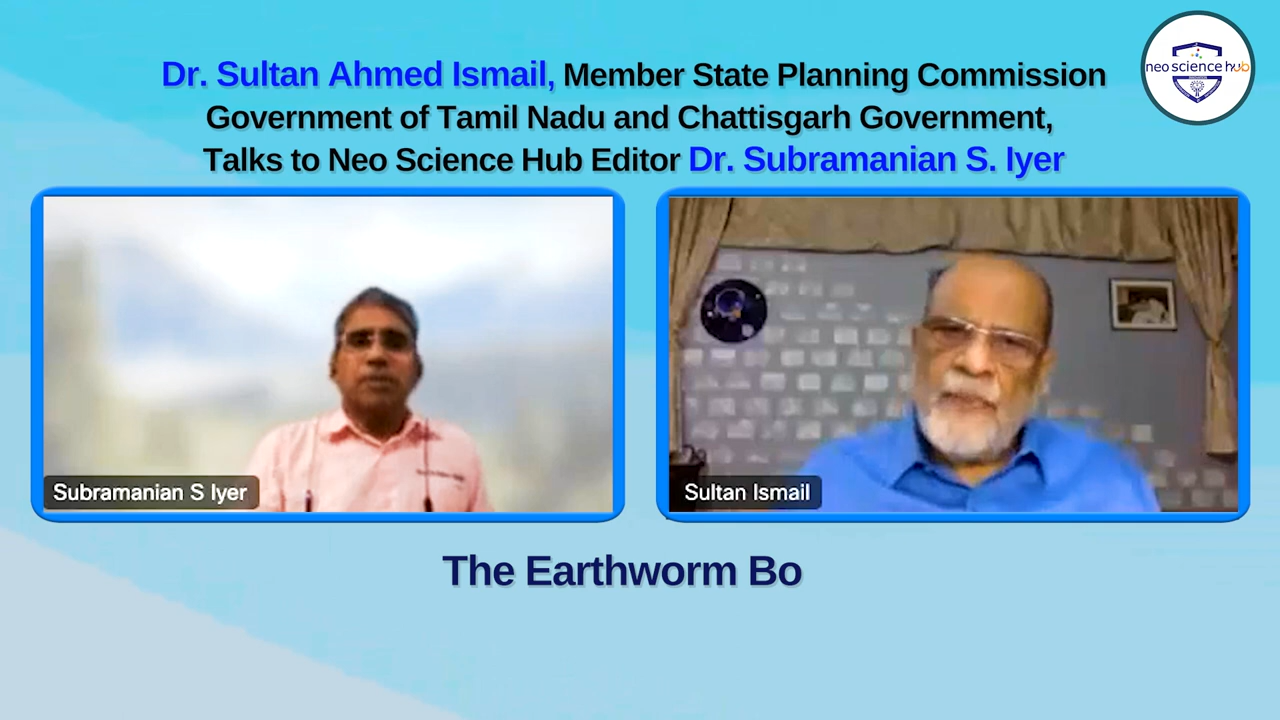 Dr. Sultan Ahmed Ismail, Member State Planning Commission
Government of Tamil Nadu and Chattisgarh Government,
Talks to Neo Science Hub Editor Dr. Subramanian S. Iyer
neo science hub
Subramanian S Iyer
Sultan Ismail
The Earthworm Bo